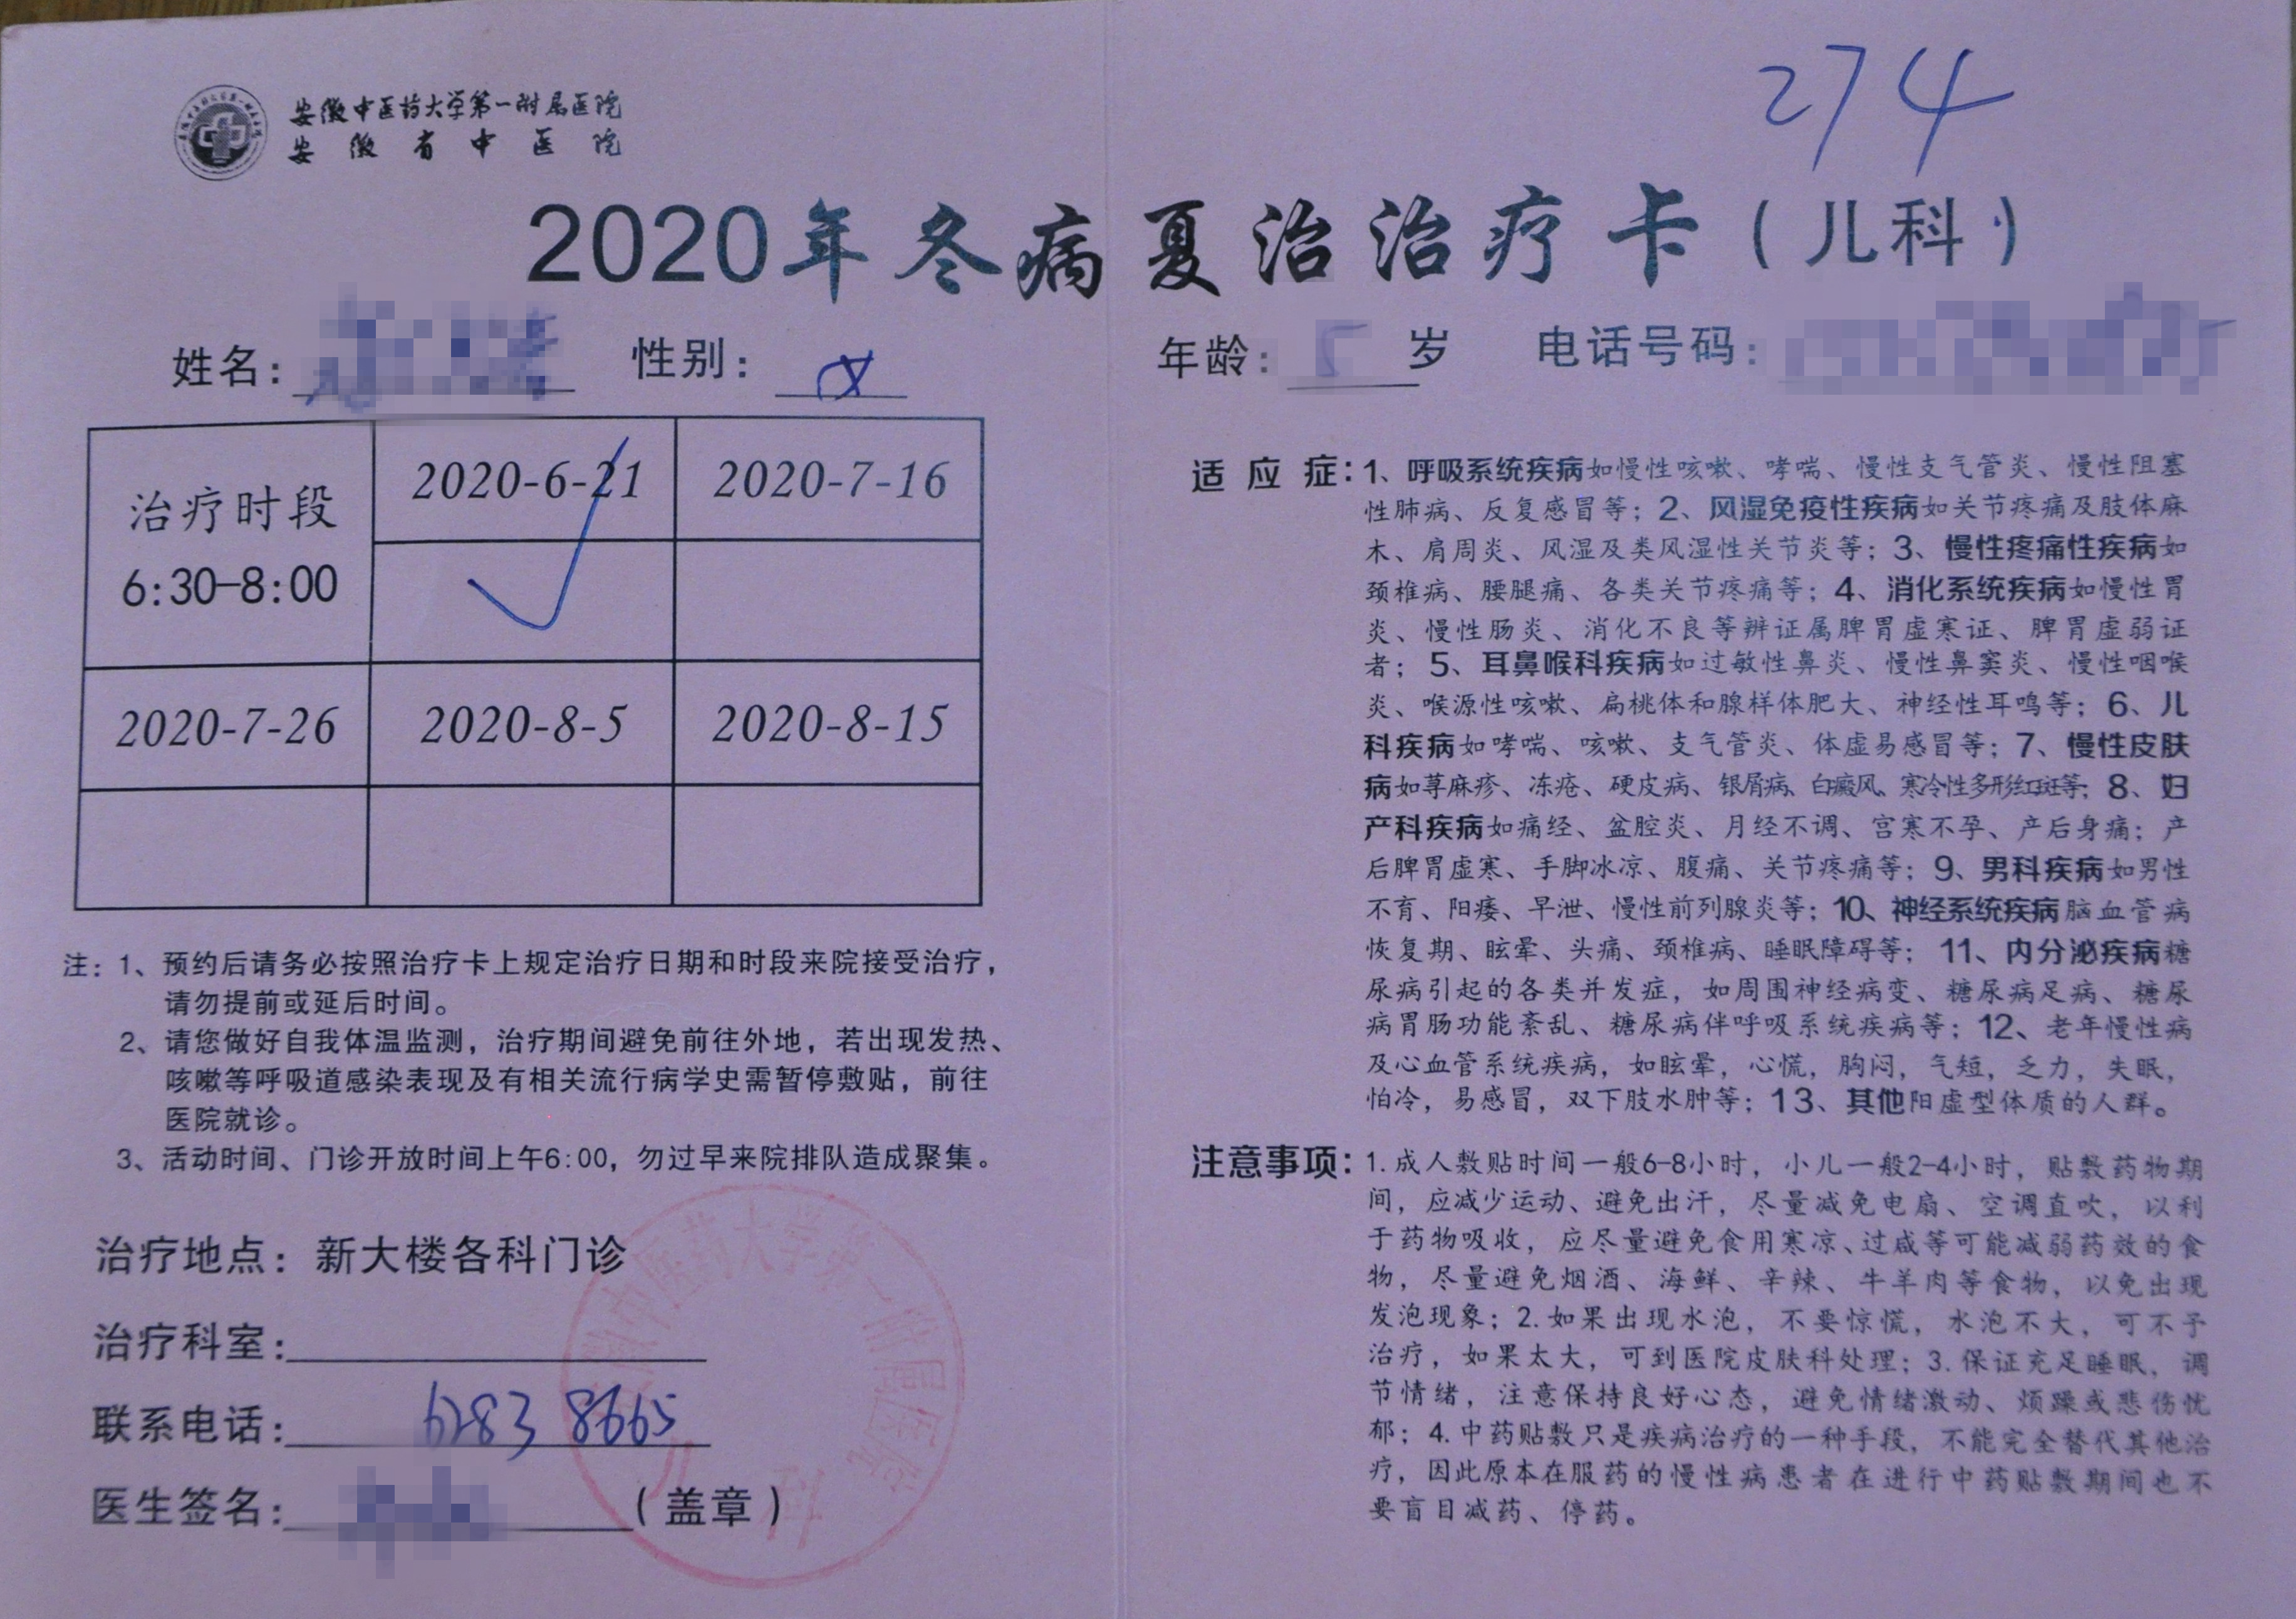 274
安徽中医药大学第一附属医院
安徽省中医院
2020年冬病夏治治疗卡(儿科)
姓名: 性别: 女 年龄: 岁 电话号码:
治疗时段
6:30-8:00
2020-6-21
2020-7-16
✓
2020-7-26
2020-8-5
2020-8-15
注:1、预约后请务必按照治疗卡上规定治疗日期和时段来院接受治疗,
请勿提前或延后时间。
2、请您做好自我体温监测,治疗期间避免前往外地,若出现发热、
咳嗽等呼吸道感染表现及有相关流行病学史需暂停敷贴,前往
医院就诊。
3、活动时间、门诊开放时间上午6:00,勿过早来院排队造成聚集。
治疗地点:新大楼各科门诊
治疗科室:
联系电话: 6283 8665
医生签名: (盖章)
中医药大学第一附属医院
儿科
适应症:1、呼吸系统疾病如慢性咳嗽、哮喘、慢性支气管炎、慢性阻塞
性肺病、反复感冒等;2、风湿免疫性疾病如关节疼痛及肢体麻
木、肩周炎、风湿及类风湿性关节炎等;3、慢性疼痛性疾病如
颈椎病、腰腿痛、各类关节疼痛等;4、消化系统疾病如慢性胃
炎、慢性肠炎、消化不良等辨证属脾胃虚寒证、脾胃虚弱证
者;5、耳鼻喉科疾病如过敏性鼻炎、慢性鼻窦炎、慢性咽喉
炎、喉源性咳嗽、扁桃体和腺样体肥大、神经性耳鸣等;6、儿
科疾病如哮喘、咳嗽、支气管炎、体虚易感冒等;7、慢性皮肤
病如荨麻疹、冻疮、硬皮病、银屑病、白癜风、寒冷性多形红斑等;8、妇
产科疾病如痛经、盆腔炎、月经不调、宫寒不孕、产后身痛;产
后脾胃虚寒、手脚冰凉、腹痛、关节疼痛等;9、男科疾病如男性
不育、阳痿、早泄、慢性前列腺炎等;10、神经系统疾病脑血管病
恢复期、眩晕、头痛、颈椎病、睡眠障碍等;11、内分泌疾病糖
尿病引起的各类并发症,如周围神经病变、糖尿病足病、糖尿
病胃肠功能紊乱、糖尿病伴呼吸系统疾病等;12、老年慢性病
及心血管系统疾病,如眩晕,心慌,胸闷,气短,乏力,失眠,
怕冷,易感冒,双下肢水肿等;13、其他阳虚型体质的人群。
注意事项:1.成人敷贴时间一般6-8小时,小儿一般2-4小时,贴敷药物期
间,应减少运动、避免出汗,尽量减免电扇、空调直吹,以利
于药物吸收,应尽量避免食用寒凉、过咸等可能减弱药效的食
物,尽量避免烟酒、海鲜、辛辣、牛羊肉等食物,以免出现
发泡现象;2.如果出现水泡,不要惊慌,水泡不大,可不予
治疗,如果太大,可到医院皮肤科处理;3.保证充足睡眠,调
节情绪,注意保持良好心态,避免情绪激动、烦躁或悲伤忧
郁;4.中药贴敷只是疾病治疗的一种手段,不能完全替代其他治
疗,因此原本在服药的慢性病患者在进行中药贴敷期间也不
要盲目减药、停药。